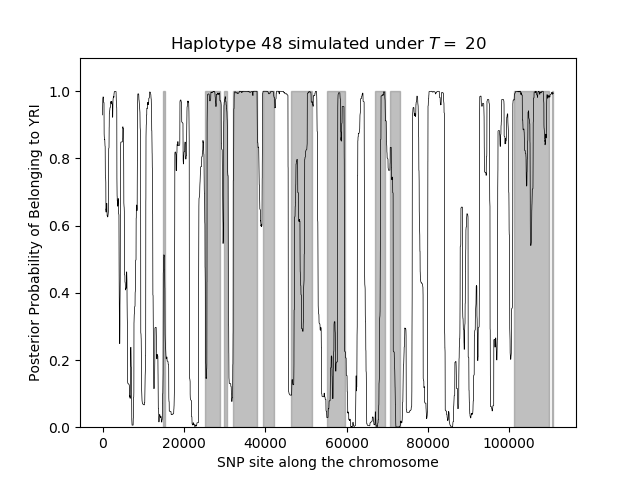 Haplotype 48 simulated under T = 20
Posterior Probability of Belonging to YRI
1.0
0.8
0.6
0.4
0.2
0.0
0 20000 40000 60000 80000 100000
SNP site along the chromosome